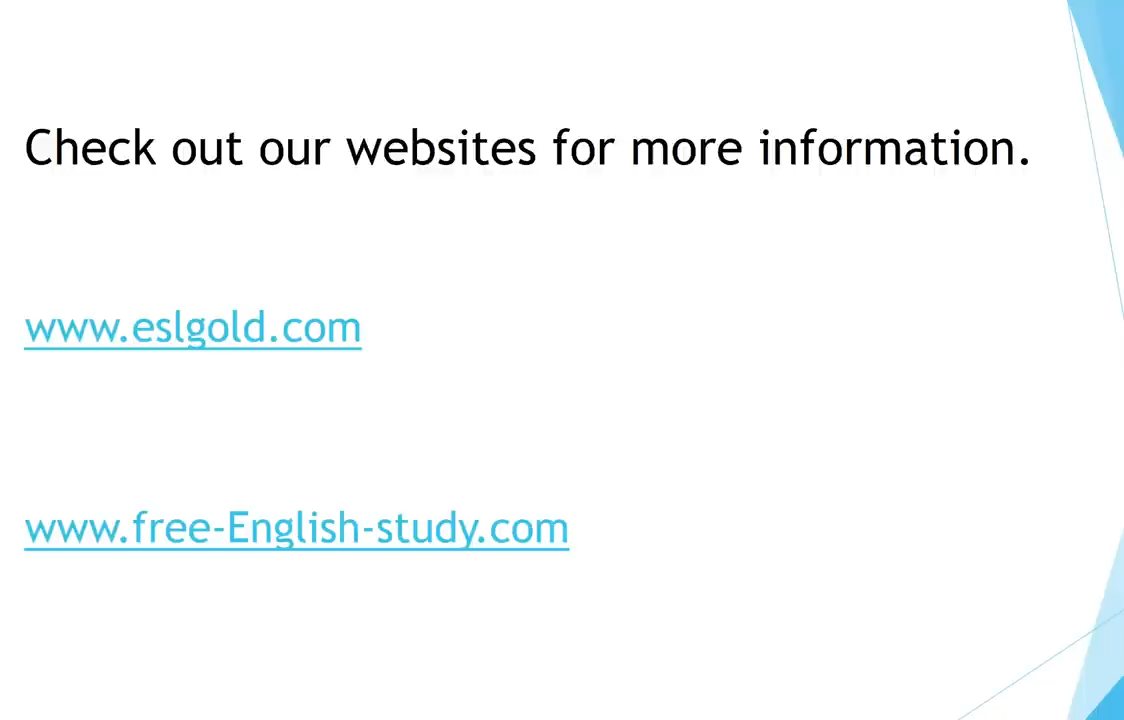 Check out our websites for more information.
www.eslgold.com
www.free-English-study.com